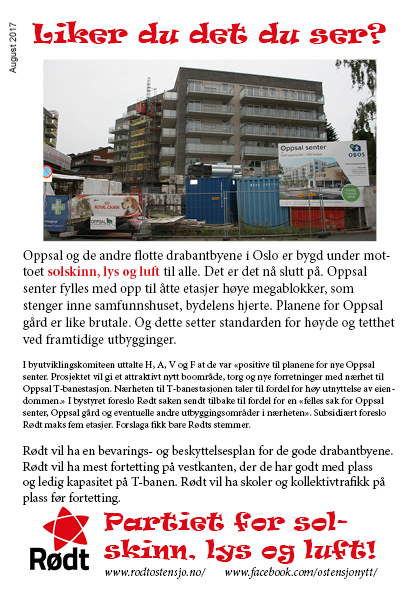 August 2017
Liker du det du ser?
Oppsal senter
OBOS
ROYAL CANIN
OPPSAL
Oppsal og de andre flotte drabantbyene i Oslo er bygd under mot-
toet solskinn, lys og luft til alle. Det er det nå slutt på. Oppsal
senter fylles med opp til åtte etasjer høye megablokker, som
stenger inne samfunnshuset, bydelens hjerte. Planene for Oppsal
gård er like brutale. Og dette setter standarden for høyde og tetthet
ved framtidige utbygginger.
I byutviklingskomiteen uttalte H, A, V og F at de var «positive til planene for nye Oppsal
senter. Prosjektet vil gi et attraktivt nytt boområde, torg og nye forretninger med nærhet til
Oppsal T-banestasjon. Nærheten til T-banestasjonen taler til fordel for høy utnyttelse av eien-
dommen.» I bystyret foreslo Rødt saken sendt tilbake til fordel for en «felles sak for Oppsal
senter, Oppsal gård og eventuelle andre utbyggingsområder i nærheten». Subsidiært foreslo
Rødt maks fem etasjer. Forslaga fikk bare Rødts stemmer.
Rødt vil ha en bevarings- og beskyttelsesplan for de gode drabantbyene.
Rødt vil ha mest fortetting på vestkanten, der de har godt med plass
og ledig kapasitet på T-banen. Rødt vil ha skoler og kollektivtrafikk på
plass før fortetting.
Rødt
Partiet for sol-
skinn, lys og luft!
www.rodtostensjo.no/ www.facebook.com/ostensjonytt/